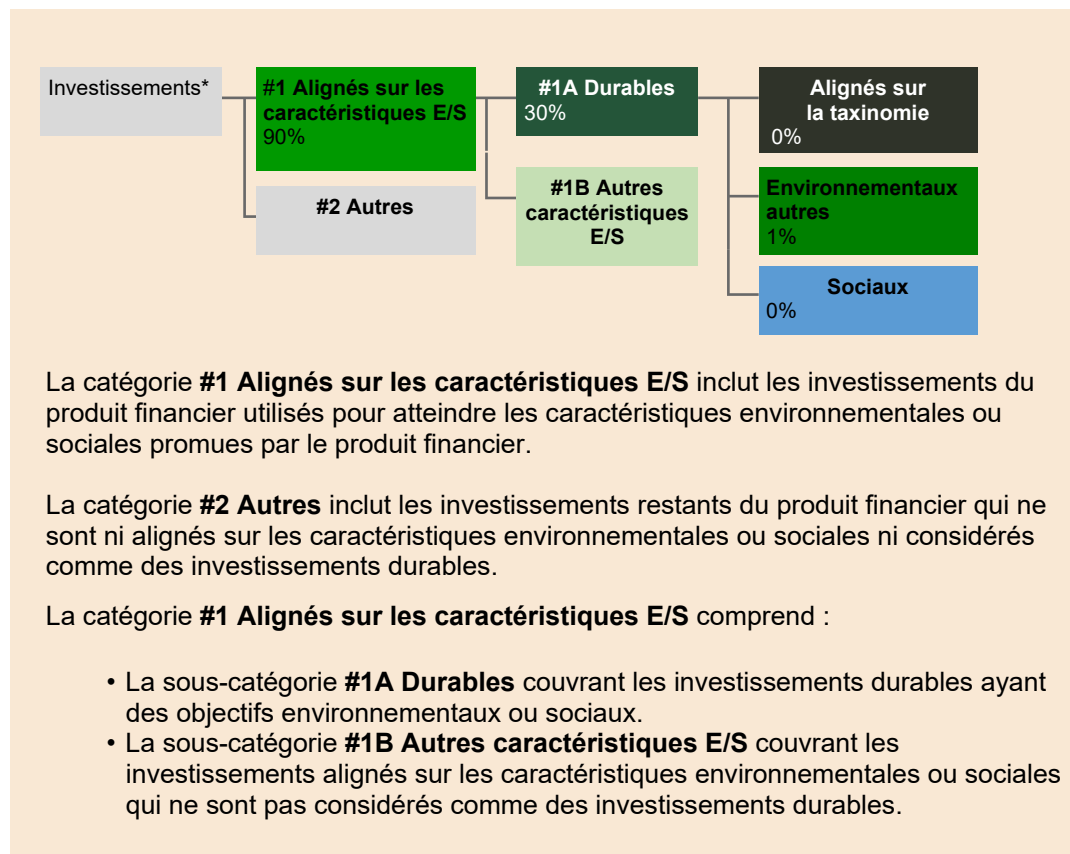 Investissements*
#1 Alignés sur les
caractéristiques E/S
90%
#2 Autres
#1A Durables
30%
#1B Autres
caractéristiques
E/S
Alignés sur
la taxinomie
0%
Environnementaux
autres
1%
Sociaux
0%
La catégorie #1 Alignés sur les caractéristiques E/S inclut les investissements du
produit financier utilisés pour atteindre les caractéristiques environnementales ou
sociales promues par le produit financier.
La catégorie #2 Autres inclut les investissements restants du produit financier qui ne
sont ni alignés sur les caractéristiques environnementales ou sociales ni considérés
comme des investissements durables.
La catégorie #1 Alignés sur les caractéristiques E/S comprend :
• La sous-catégorie #1A Durables couvrant les investissements durables ayant
des objectifs environnementaux ou sociaux.
• La sous-catégorie #1B Autres caractéristiques E/S couvrant les
investissements alignés sur les caractéristiques environnementales ou sociales
qui ne sont pas considérés comme des investissements durables.